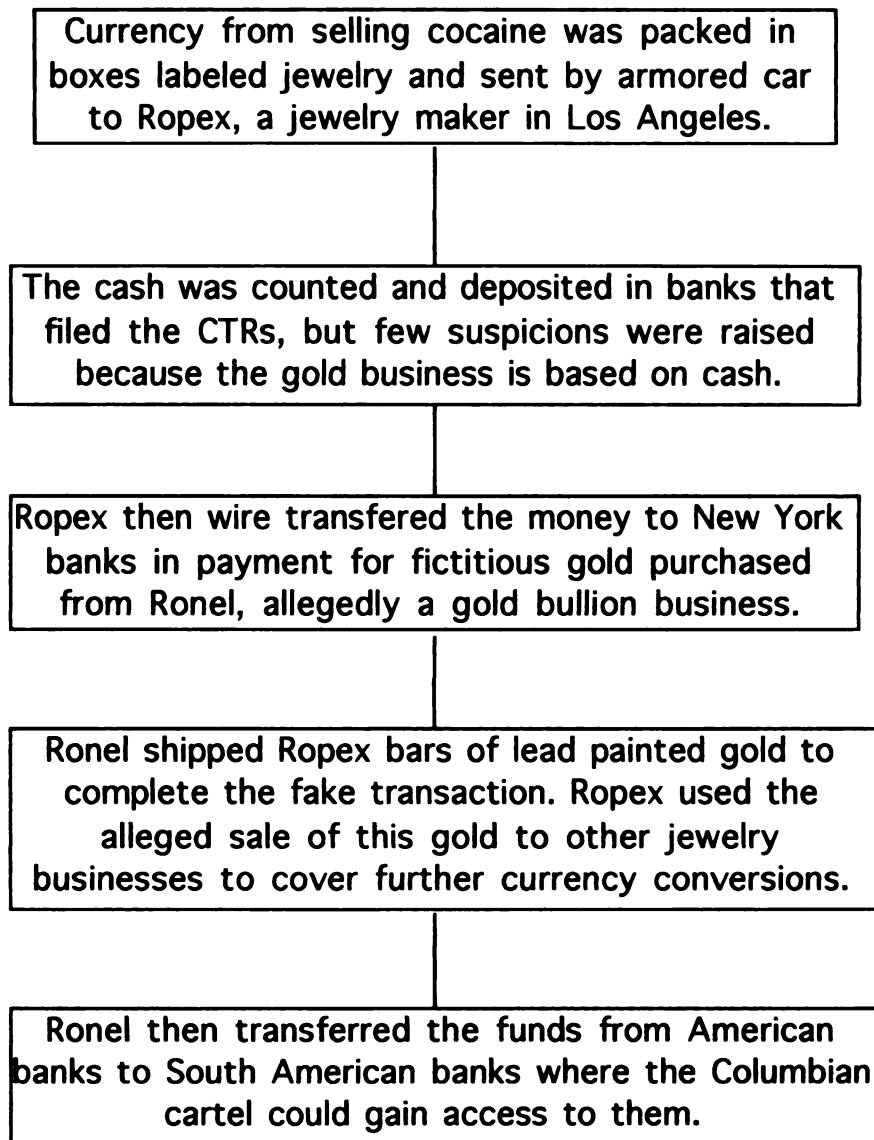 Currency from selling cocaine was packed in
boxes labeled jewelry and sent by armored car
to Ropex, a jewelry maker in Los Angeles.
The cash was counted and deposited in banks that
filed the CTRs, but few suspicions were raised
because the gold business is based on cash.
Ropex then wire transfered the money to New York
banks in payment for fictitious gold purchased
from Ronel, allegedly a gold bullion business.
Ronel shipped Ropex bars of lead painted gold to
complete the fake transaction. Ropex used the
alleged sale of this gold to other jewelry
businesses to cover further currency conversions.
Ronel then transferred the funds from American
banks to South American banks where the Columbian
cartel could gain access to them.